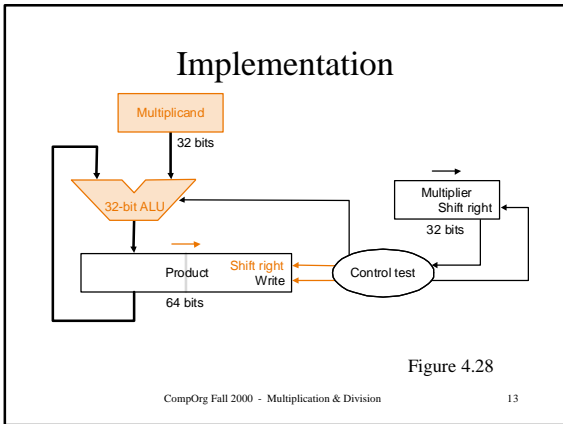 Implementation
Multiplicand
32 bits
32-bit ALU
Multiplier
Shift right
32 bits
Product
Shift right
Write
Control test
64 bits
Figure 4.28
CompOrg Fall 2000 - Multiplication & Division
13